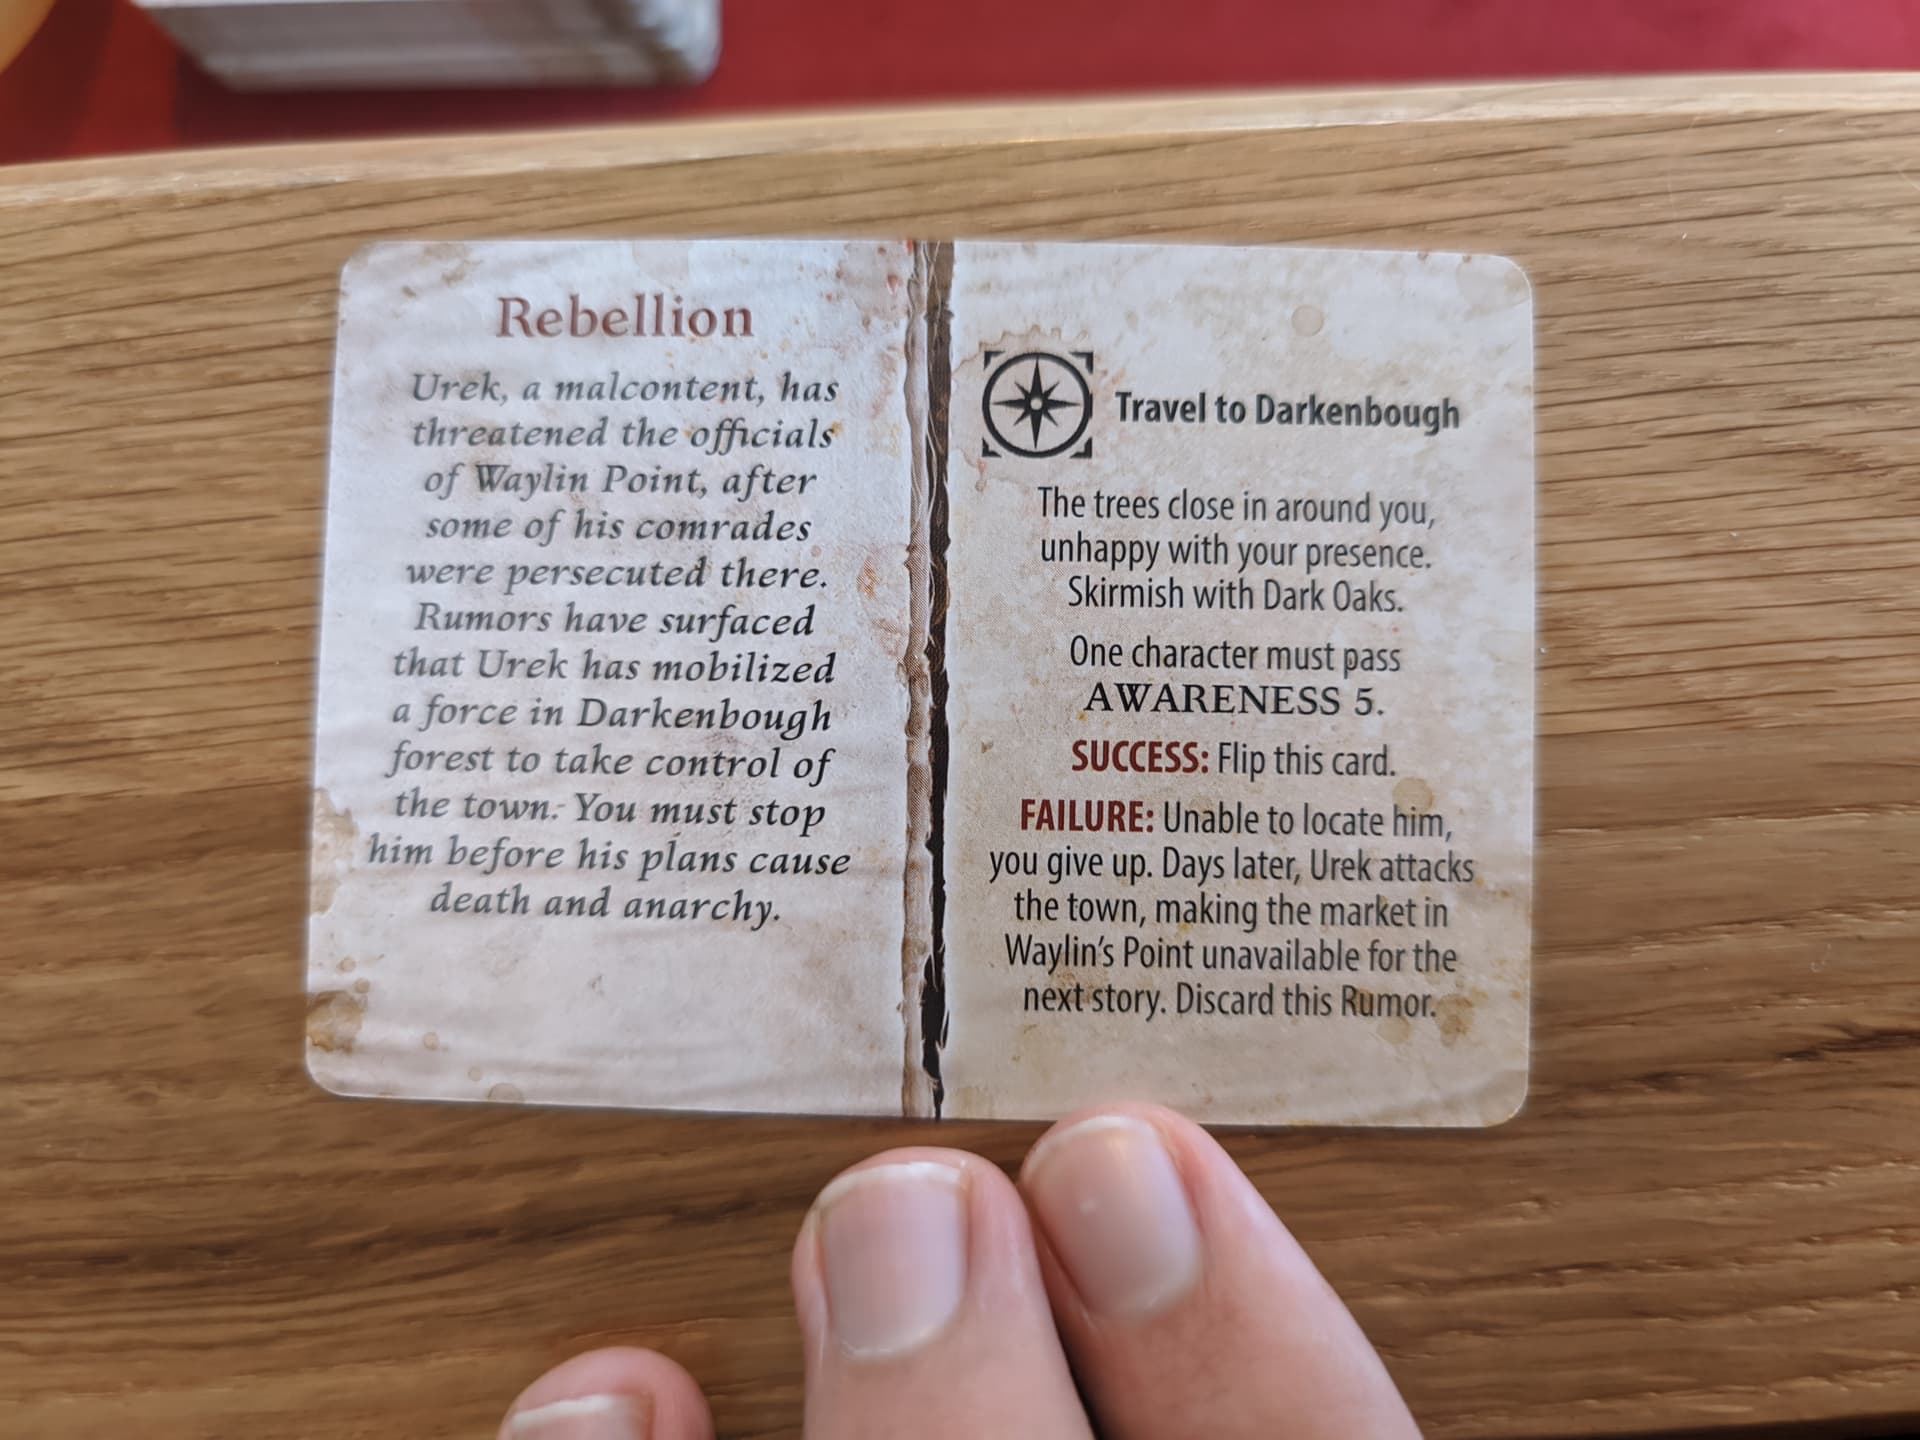 Rebellion
Urek, a malcontent, has
threatened the officials
of Waylin Point, after
some of his comrades
were persecuted there.
Rumors have surfaced
that Urek has mobilized
a force in Darkenbough
forest to take control of
the town. You must stop
him before his plans cause
death and anarchy.
Travel to Darkenbough
The trees close in around you,
unhappy with your presence.
Skirmish with Dark Oaks.
One character must pass
AWARENESS 5.
SUCCESS: Flip this card.
FAILURE: Unable to locate him,
you give up. Days later, Urek attacks
the town, making the market in
Waylin's Point unavailable for the
next story. Discard this Rumor.